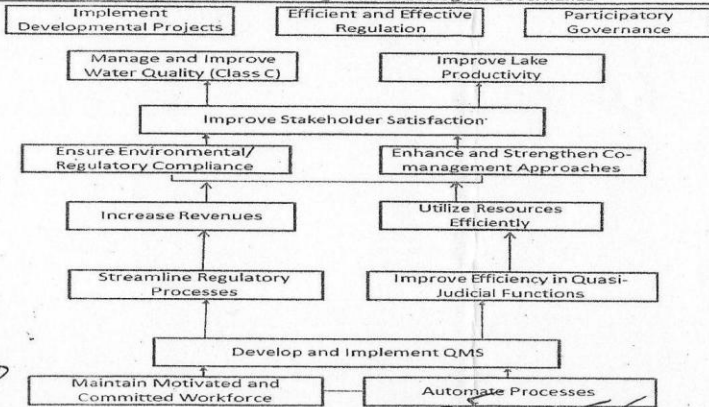 Implement
Developmental Projects
Efficient and Effective
Regulation
Participatory
Governance
Manage and Improve
Water Quality (Class C)
Improve Lake
Productivity
Improve Stakeholder Satisfaction
Ensure Environmental/
Regulatory Compliance
Enhance and Strengthen Co-
management Approaches
Increase Revenues
Utilize Resources
Efficiently
Streamline Regulatory
Processes
Improve Efficiency in Quasi-
Judicial Functions
Develop and Implement QMS
Maintain Motivated and
Committed Workforce
Automate Processes